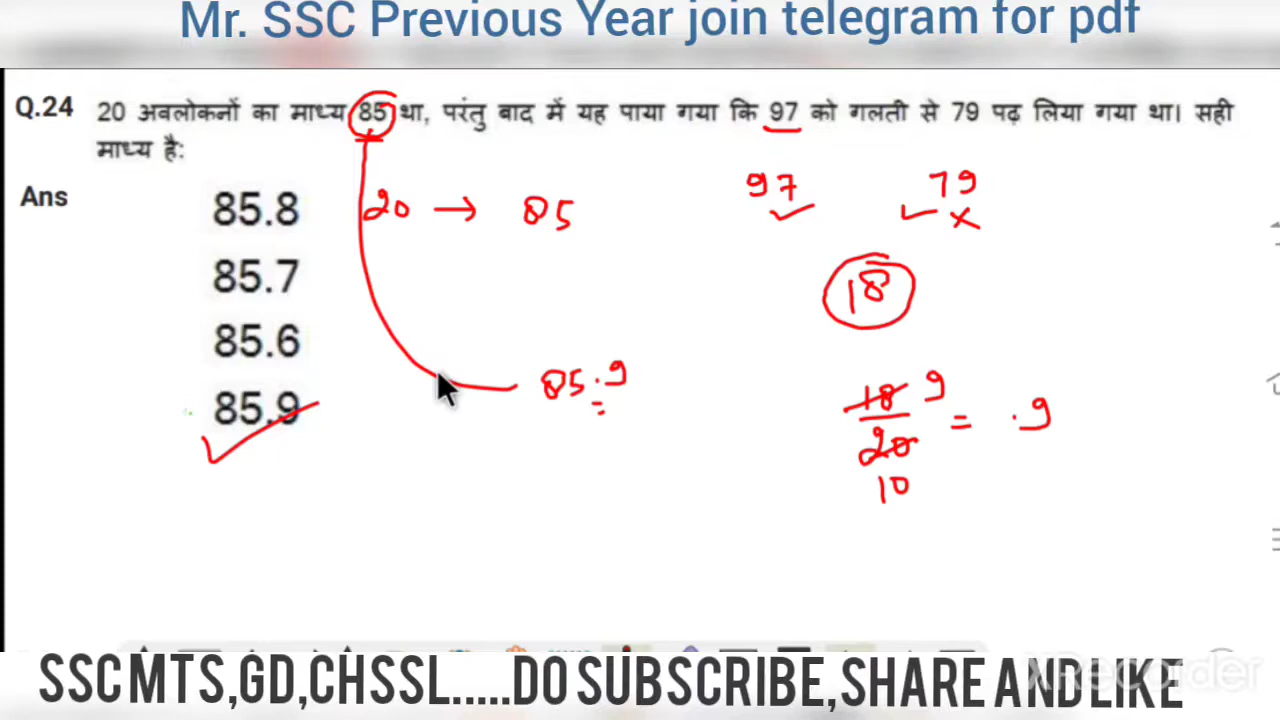 Mr. SSC Previous Year join telegram for pdf
Q.24 20 अवलोकनों का माध्य 85 था, परंतु बाद में यह पाया गया कि 97 को गलती से 79 पढ़ लिया गया था। सही
माध्य है:
Ans
85.8
85.7
85.6
85.9
20 → 85
97 79
18
85.9
18 9
20 = .9
10
SSC MTS,GD,CHSSL.....DO SUBSCRIBE,SHARE AND LIKE
XRecorder